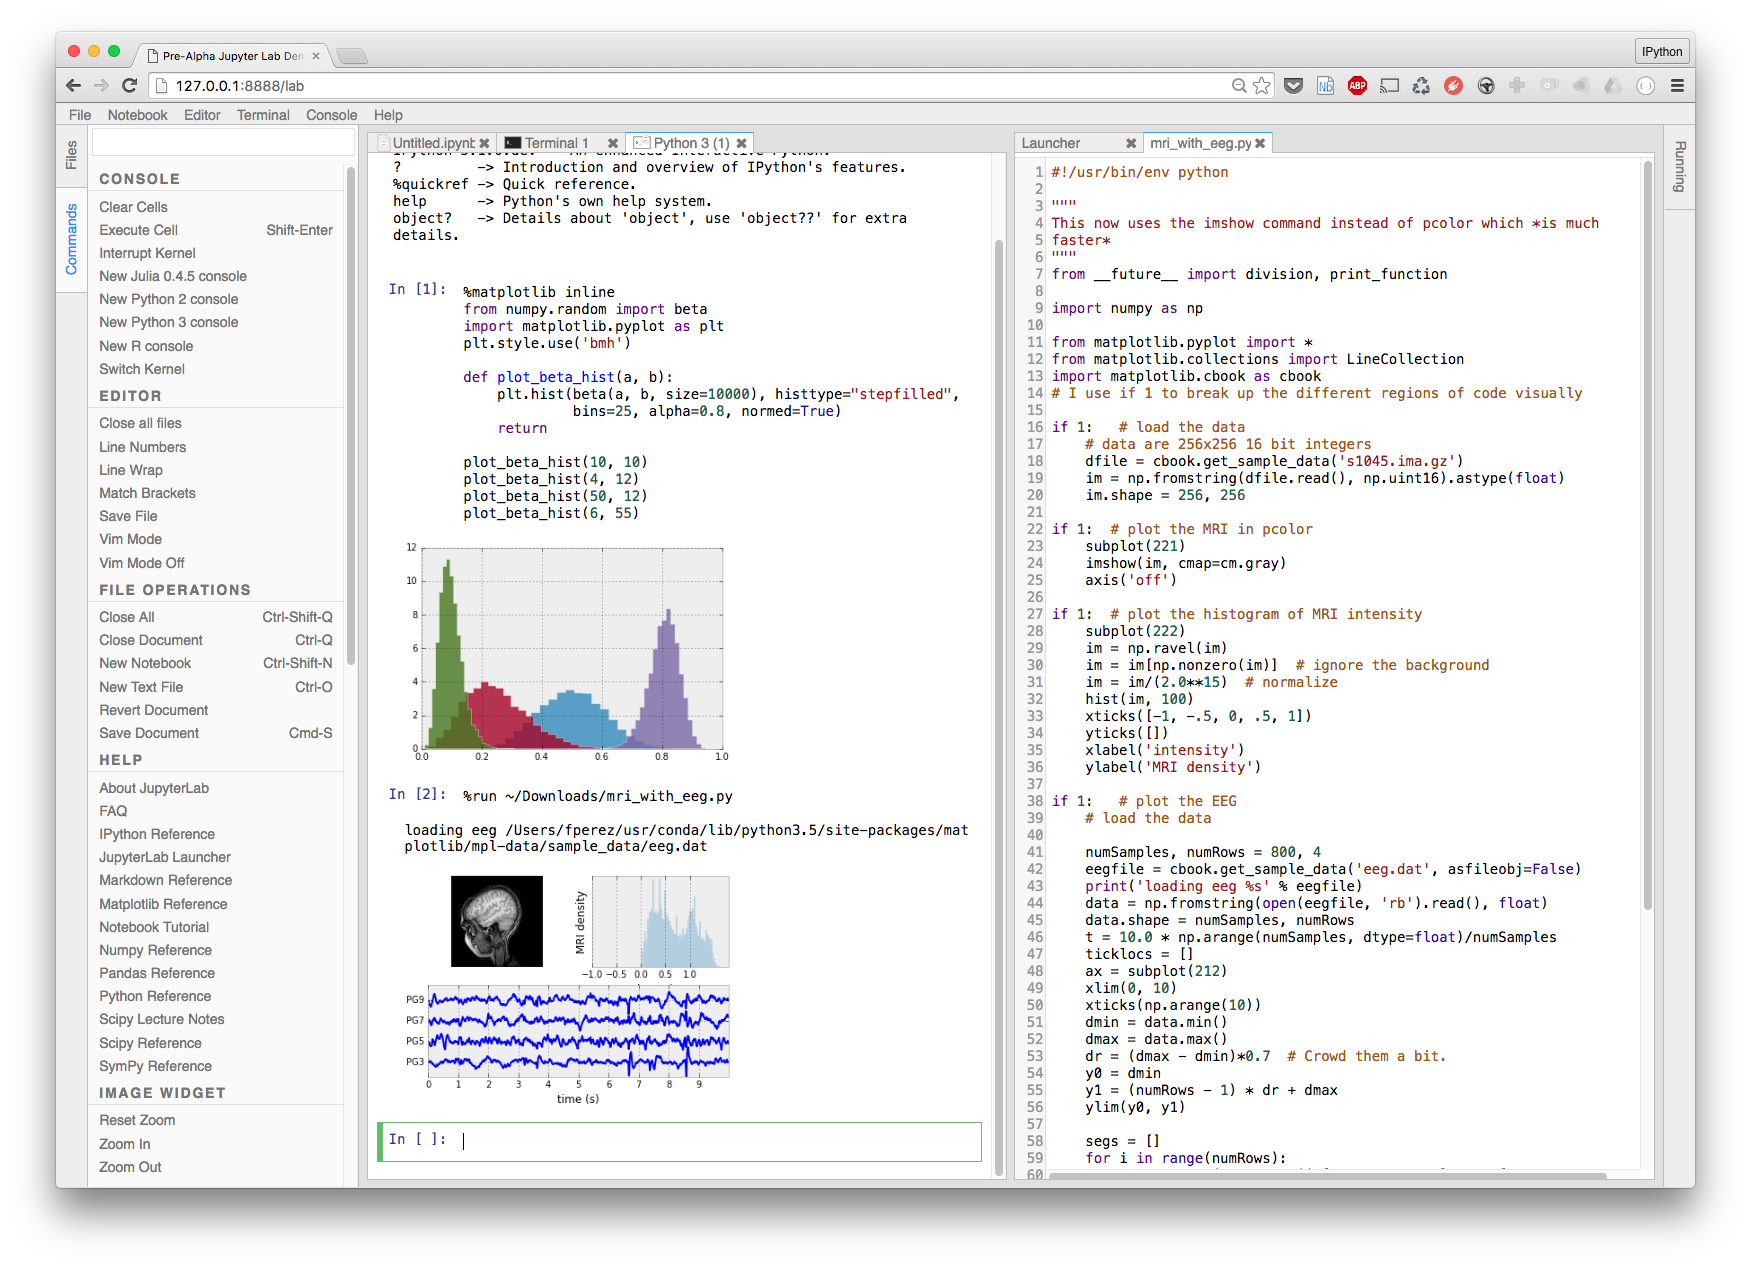 Pre-Alpha Jupyter Lab Dem
IPython
127.0.0.1:8888/lab
ABP
File Notebook Editor Terminal Console Help
Files
Commands
CONSOLE
Clear Cells
Execute Cell Shift-Enter
Interrupt Kernel
New Julia 0.4.5 console
New Python 2 console
New Python 3 console
New R console
Switch Kernel
EDITOR
Close all files
Line Numbers
Line Wrap
Match Brackets
Save File
Vim Mode
Vim Mode Off
FILE OPERATIONS
Close All Ctrl-Shift-Q
Close Document Ctrl-Q
New Notebook Ctrl-Shift-N
New Text File Ctrl-O
Revert Document
Save Document Cmd-S
HELP
About JupyterLab
FAQ
IPython Reference
JupyterLab Launcher
Markdown Reference
Matplotlib Reference
Notebook Tutorial
Numpy Reference
Pandas Reference
Python Reference
Scipy Lecture Notes
Scipy Reference
SymPy Reference
IMAGE WIDGET
Reset Zoom
Zoom In
Zoom Out
Untitled.ipynb Terminal 1 Python 3 (1)
? -> Introduction and overview of IPython's features.
%quickref -> Quick reference.
help -> Python's own help system.
object? -> Details about 'object', use 'object??' for extra
details.
In [1]: %matplotlib inline
from numpy.random import beta
import matplotlib.pyplot as plt
plt.style.use('bmh')
def plot_beta_hist(a, b):
plt.hist(beta(a, b, size=10000), histtype="stepfilled",
bins=25, alpha=0.8, normed=True)
return
plot_beta_hist(10, 10)
plot_beta_hist(4, 12)
plot_beta_hist(50, 12)
plot_beta_hist(6, 55)
12
10
8
6
4
2
0
0.0 0.2 0.4 0.6 0.8 1.0
In [2]: %run ~/Downloads/mri_with_eeg.py
loading eeg /Users/fperez/usr/conda/lib/python3.5/site-packages/mat
plotlib/mpl-data/sample_data/eeg.dat
MRI density
−1.0 −0.5 0.0 0.5 1.0
PG9
PG7
PG5
PG3
0 1 2 3 4 5 6 7 8 9
time (s)
In [ ]:
Launcher mri_with_eeg.py
1 #!/usr/bin/env python
2
3 """
4 This now uses the imshow command instead of pcolor which *is much
5 faster*
6 """
7 from __future__ import division, print_function
8
9 import numpy as np
10
11 from matplotlib.pyplot import *
12 from matplotlib.collections import LineCollection
13 import matplotlib.cbook as cbook
14 # I use if 1 to break up the different regions of code visually
15
16 if 1: # load the data
17 # data are 256x256 16 bit integers
18 dfile = cbook.get_sample_data('s1045.ima.gz')
19 im = np.fromstring(dfile.read(), np.uint16).astype(float)
20 im.shape = 256, 256
21
22 if 1: # plot the MRI in pcolor
23 subplot(221)
24 imshow(im, cmap=cm.gray)
25 axis('off')
26
27 if 1: # plot the histogram of MRI intensity
28 subplot(222)
29 im = np.ravel(im)
30 im = im[np.nonzero(im)] # ignore the background
31 im = im/(2.0**15) # normalize
32 hist(im, 100)
33 xticks([-1, -.5, 0, .5, 1])
34 yticks([])
35 xlabel('intensity')
36 ylabel('MRI density')
37
38 if 1: # plot the EEG
39 # load the data
40
41 numSamples, numRows = 800, 4
42 eegfile = cbook.get_sample_data('eeg.dat', asfileobj=False)
43 print('loading eeg %s' % eegfile)
44 data = np.fromstring(open(eegfile, 'rb').read(), float)
45 data.shape = numSamples, numRows
46 t = 10.0 * np.arange(numSamples, dtype=float)/numSamples
47 ticklocs = []
48 ax = subplot(212)
49 xlim(0, 10)
50 xticks(np.arange(10))
51 dmin = data.min()
52 dmax = data.max()
53 dr = (dmax - dmin)*0.7 # Crowd them a bit.
54 y0 = dmin
55 y1 = (numRows - 1) * dr + dmax
56 ylim(y0, y1)
57
58 segs = []
59 for i in range(numRows):
60
Running